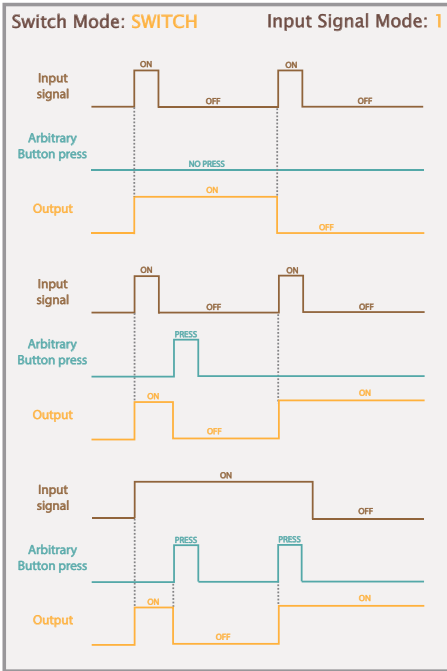 Switch Mode: SWITCH Input Signal Mode: 1
ON ON
Input
signal
OFF OFF
Arbitrary
Button press
NO PRESS
ON
Output
OFF
ON ON
Input
signal
OFF OFF
PRESS
Arbitrary
Button press
ON ON
Output
OFF
ON
Input
signal
OFF
PRESS PRESS
Arbitrary
Button press
ON ON
Output
OFF